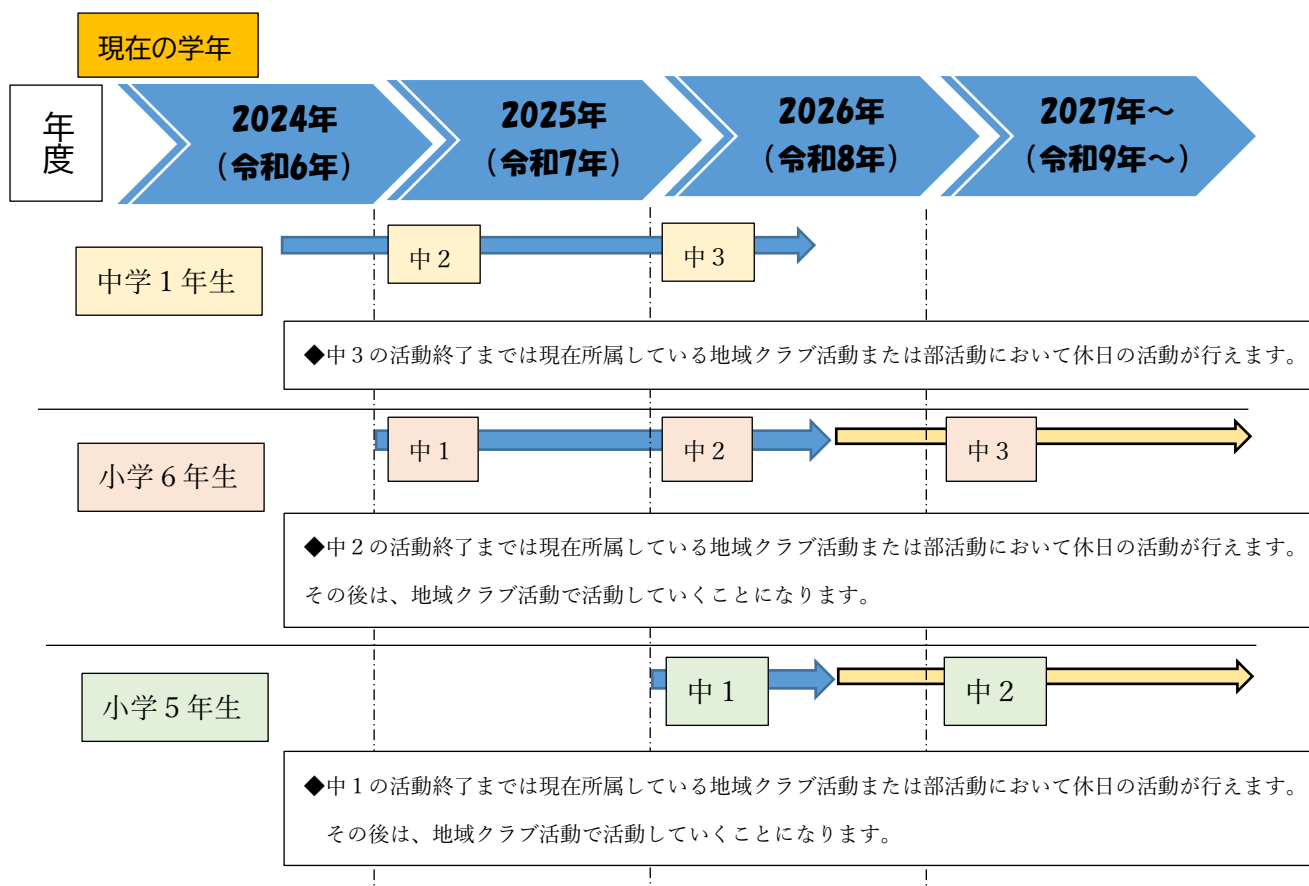 現在の学年
年度
2024年
(令和6年)
2025年
(令和7年)
2026年
(令和8年)
2027年～
(令和9年～)
中学１年生
中２
中３
◆中３の活動終了までは現在所属している地域クラブ活動または部活動において休日の活動が行えます。
小学６年生
中１
中２
中３
◆中２の活動終了までは現在所属している地域クラブ活動または部活動において休日の活動が行えます。
その後は、地域クラブ活動で活動していくことになります。
小学５年生
中１
中２
◆中１の活動終了までは現在所属している地域クラブ活動または部活動において休日の活動が行えます。
その後は、地域クラブ活動で活動していくことになります。